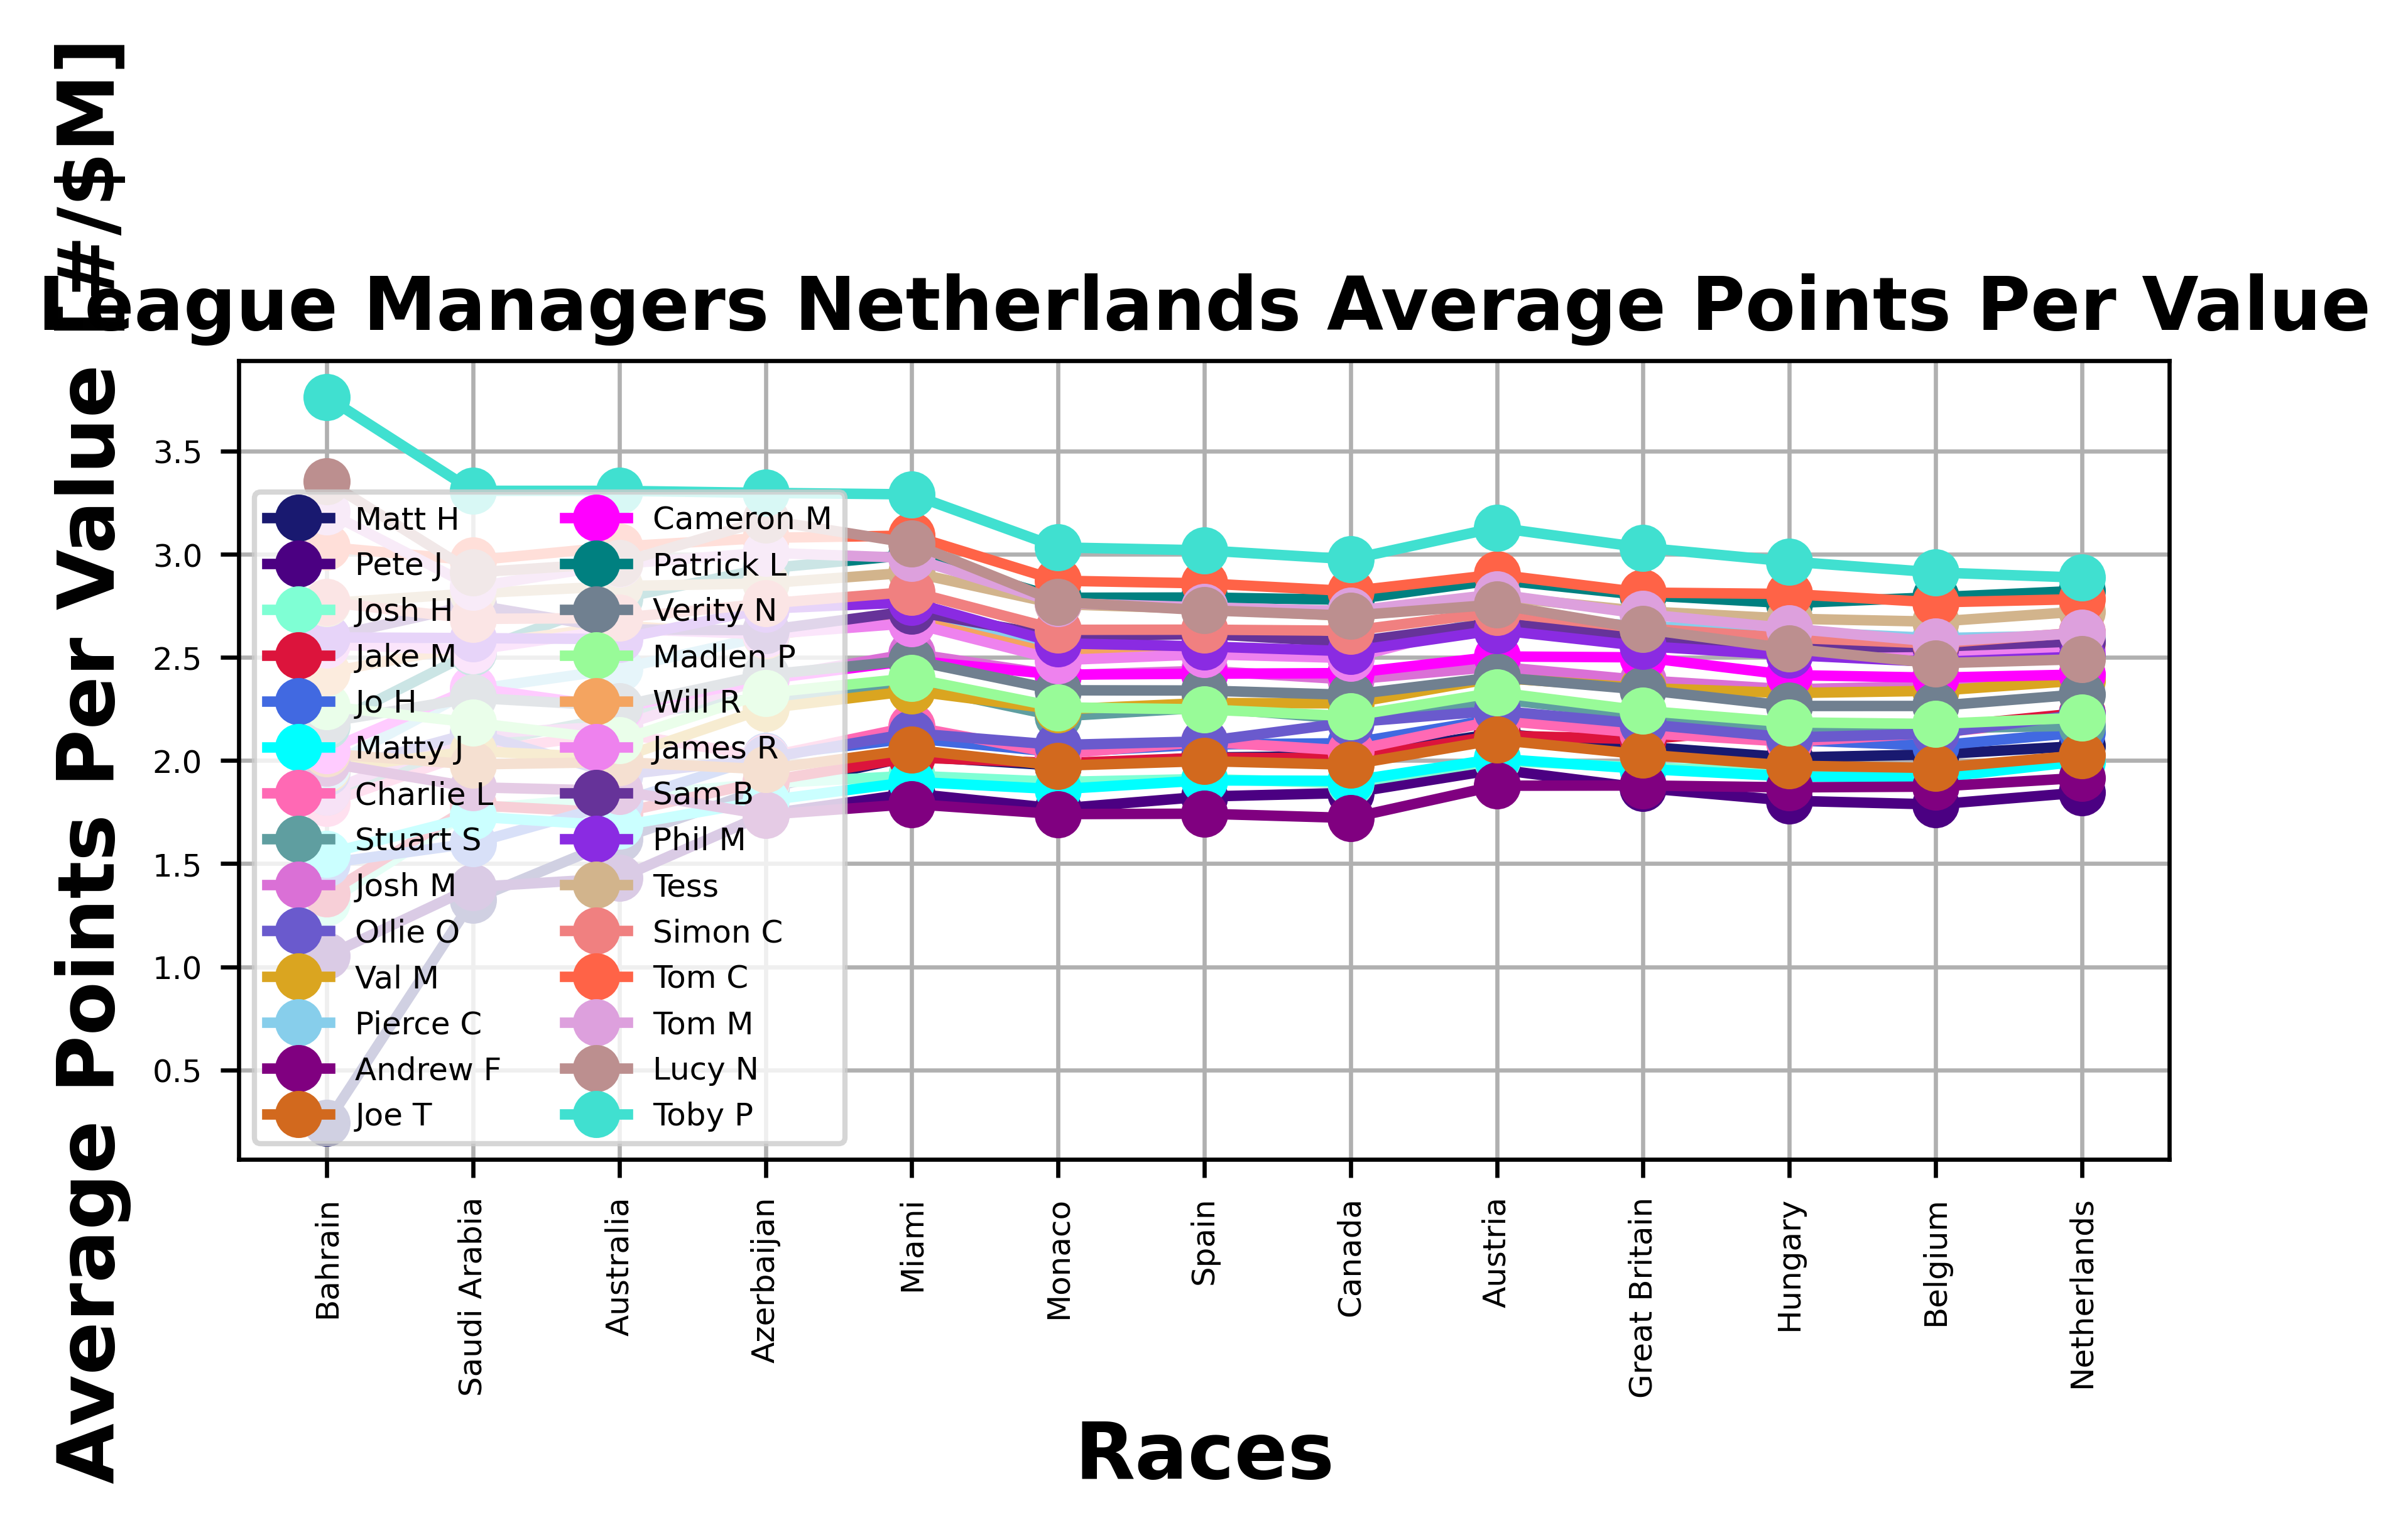 League Managers Netherlands Average Points Per Value
Average Points Per Value [#/$M]
3.5
3.0
2.5
2.0
1.5
1.0
0.5
Matt H
Pete J
Josh H
Jake M
Jo H
Matty J
Charlie L
Stuart S
Josh M
Ollie O
Val M
Pierce C
Andrew F
Joe T
Cameron M
Patrick L
Verity N
Madlen P
Will R
James R
Sam B
Phil M
Tess
Simon C
Tom C
Tom M
Lucy N
Toby P
Bahrain
Saudi Arabia
Australia
Azerbaijan
Miami
Monaco
Spain
Canada
Austria
Great Britain
Hungary
Belgium
Netherlands
Races